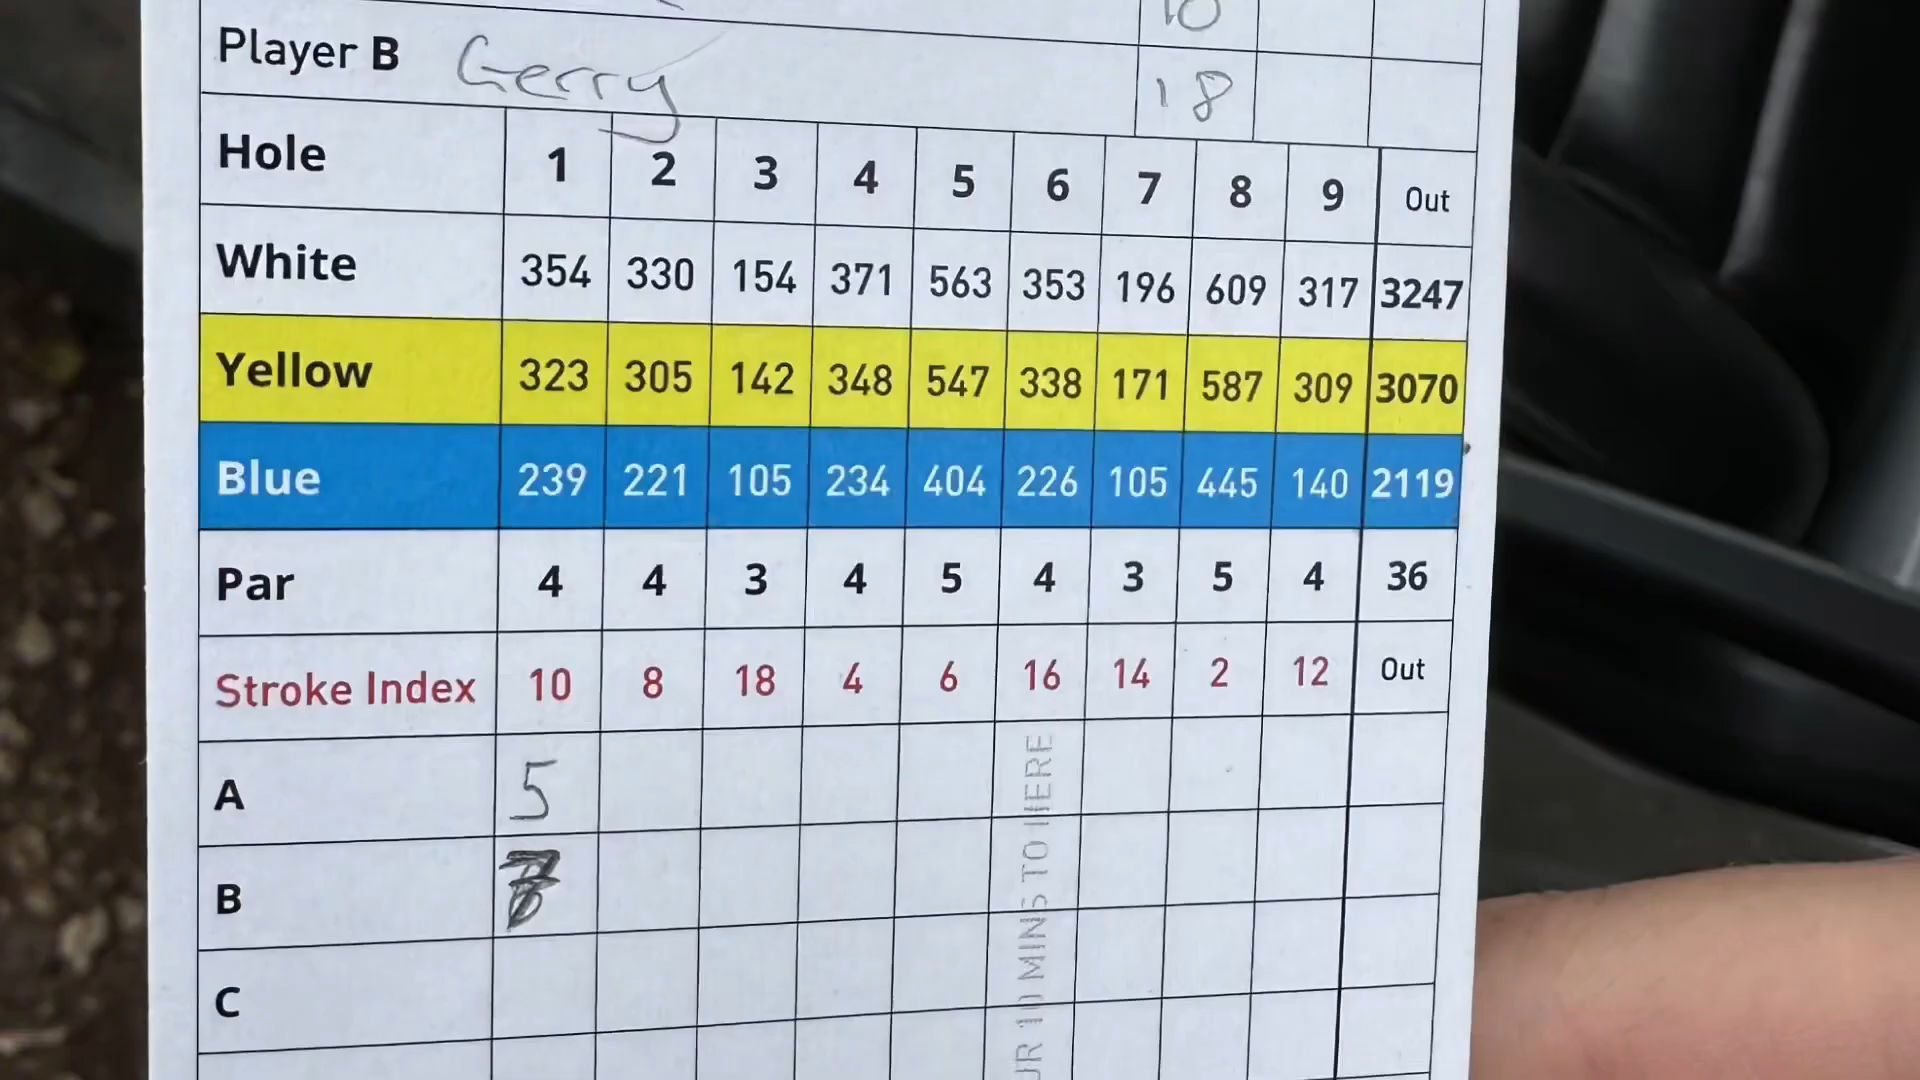 10
Player B Gerry 18
Hole 1 2 3 4 5 6 7 8 9 Out
White 354 330 154 371 563 353 196 609 317 3247
Yellow 323 305 142 348 547 338 171 587 309 3070
Blue 239 221 105 234 404 226 105 445 140 2119
Par 4 4 3 4 5 4 3 5 4 36
Stroke Index 10 8 18 4 6 16 14 2 12 Out
A 5
B
C
UR 10 MINS TO HERE